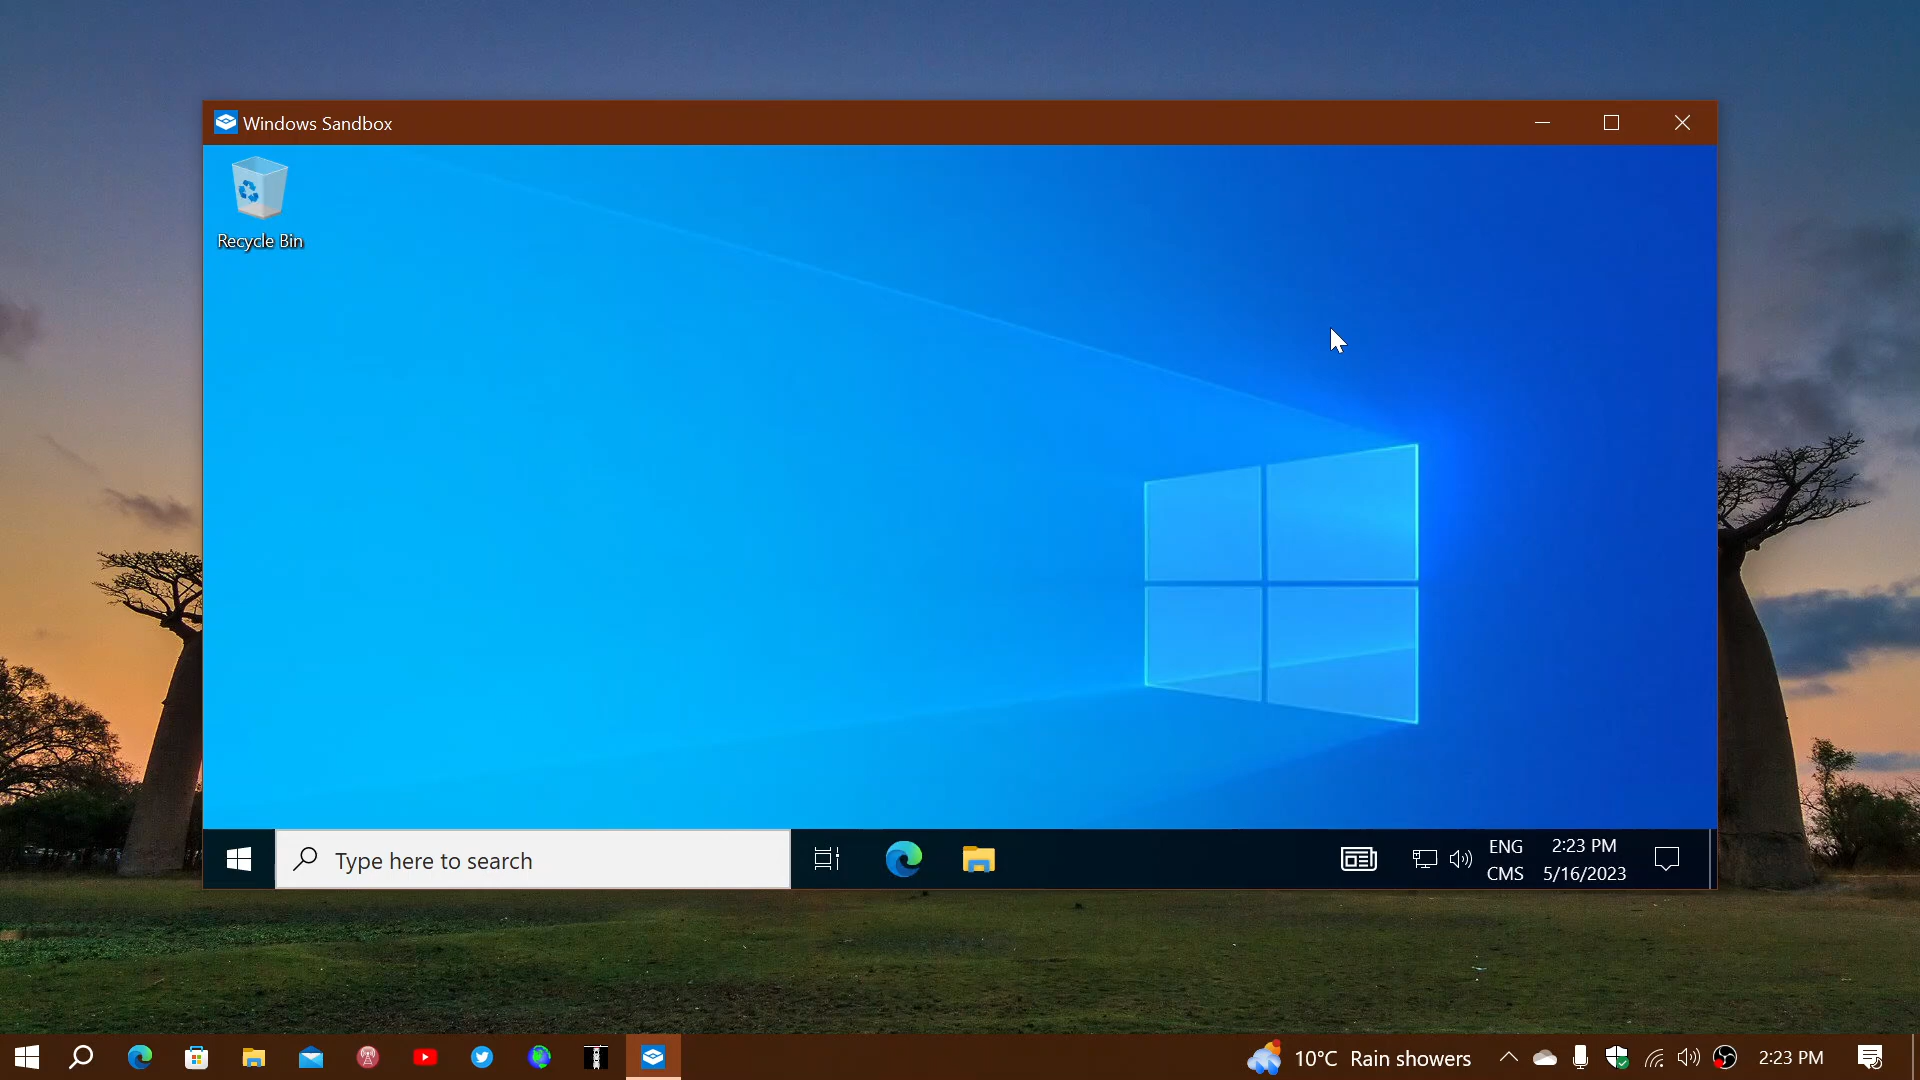 Windows Sandbox
Recycle Bin
Type here to search
ENG
CMS
2:23 PM
5/16/2023
10°C Rain showers
2:23 PM